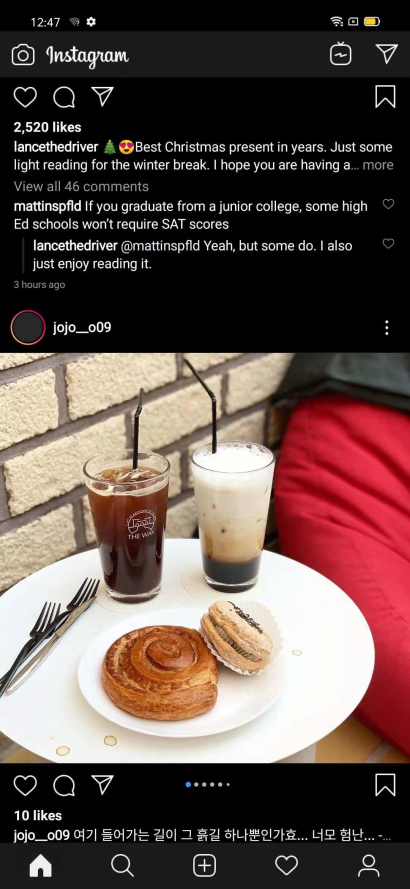 12:47
Instagram
2,520 likes
lancethedriver 🎄😍Best Christmas present in years. Just some
light reading for the winter break. I hope you are having a... more
View all 46 comments
mattinspfld If you graduate from a junior college, some high
Ed schools won't require SAT scores
lancethedriver @mattinspfld Yeah, but some do. I also
just enjoy reading it.
3 hours ago
jojo__o09
THE WAY
10 likes
jojo__o09 여기 들어가는 길이 그 흙길 하나뿐인가효... 너모 험난... -...